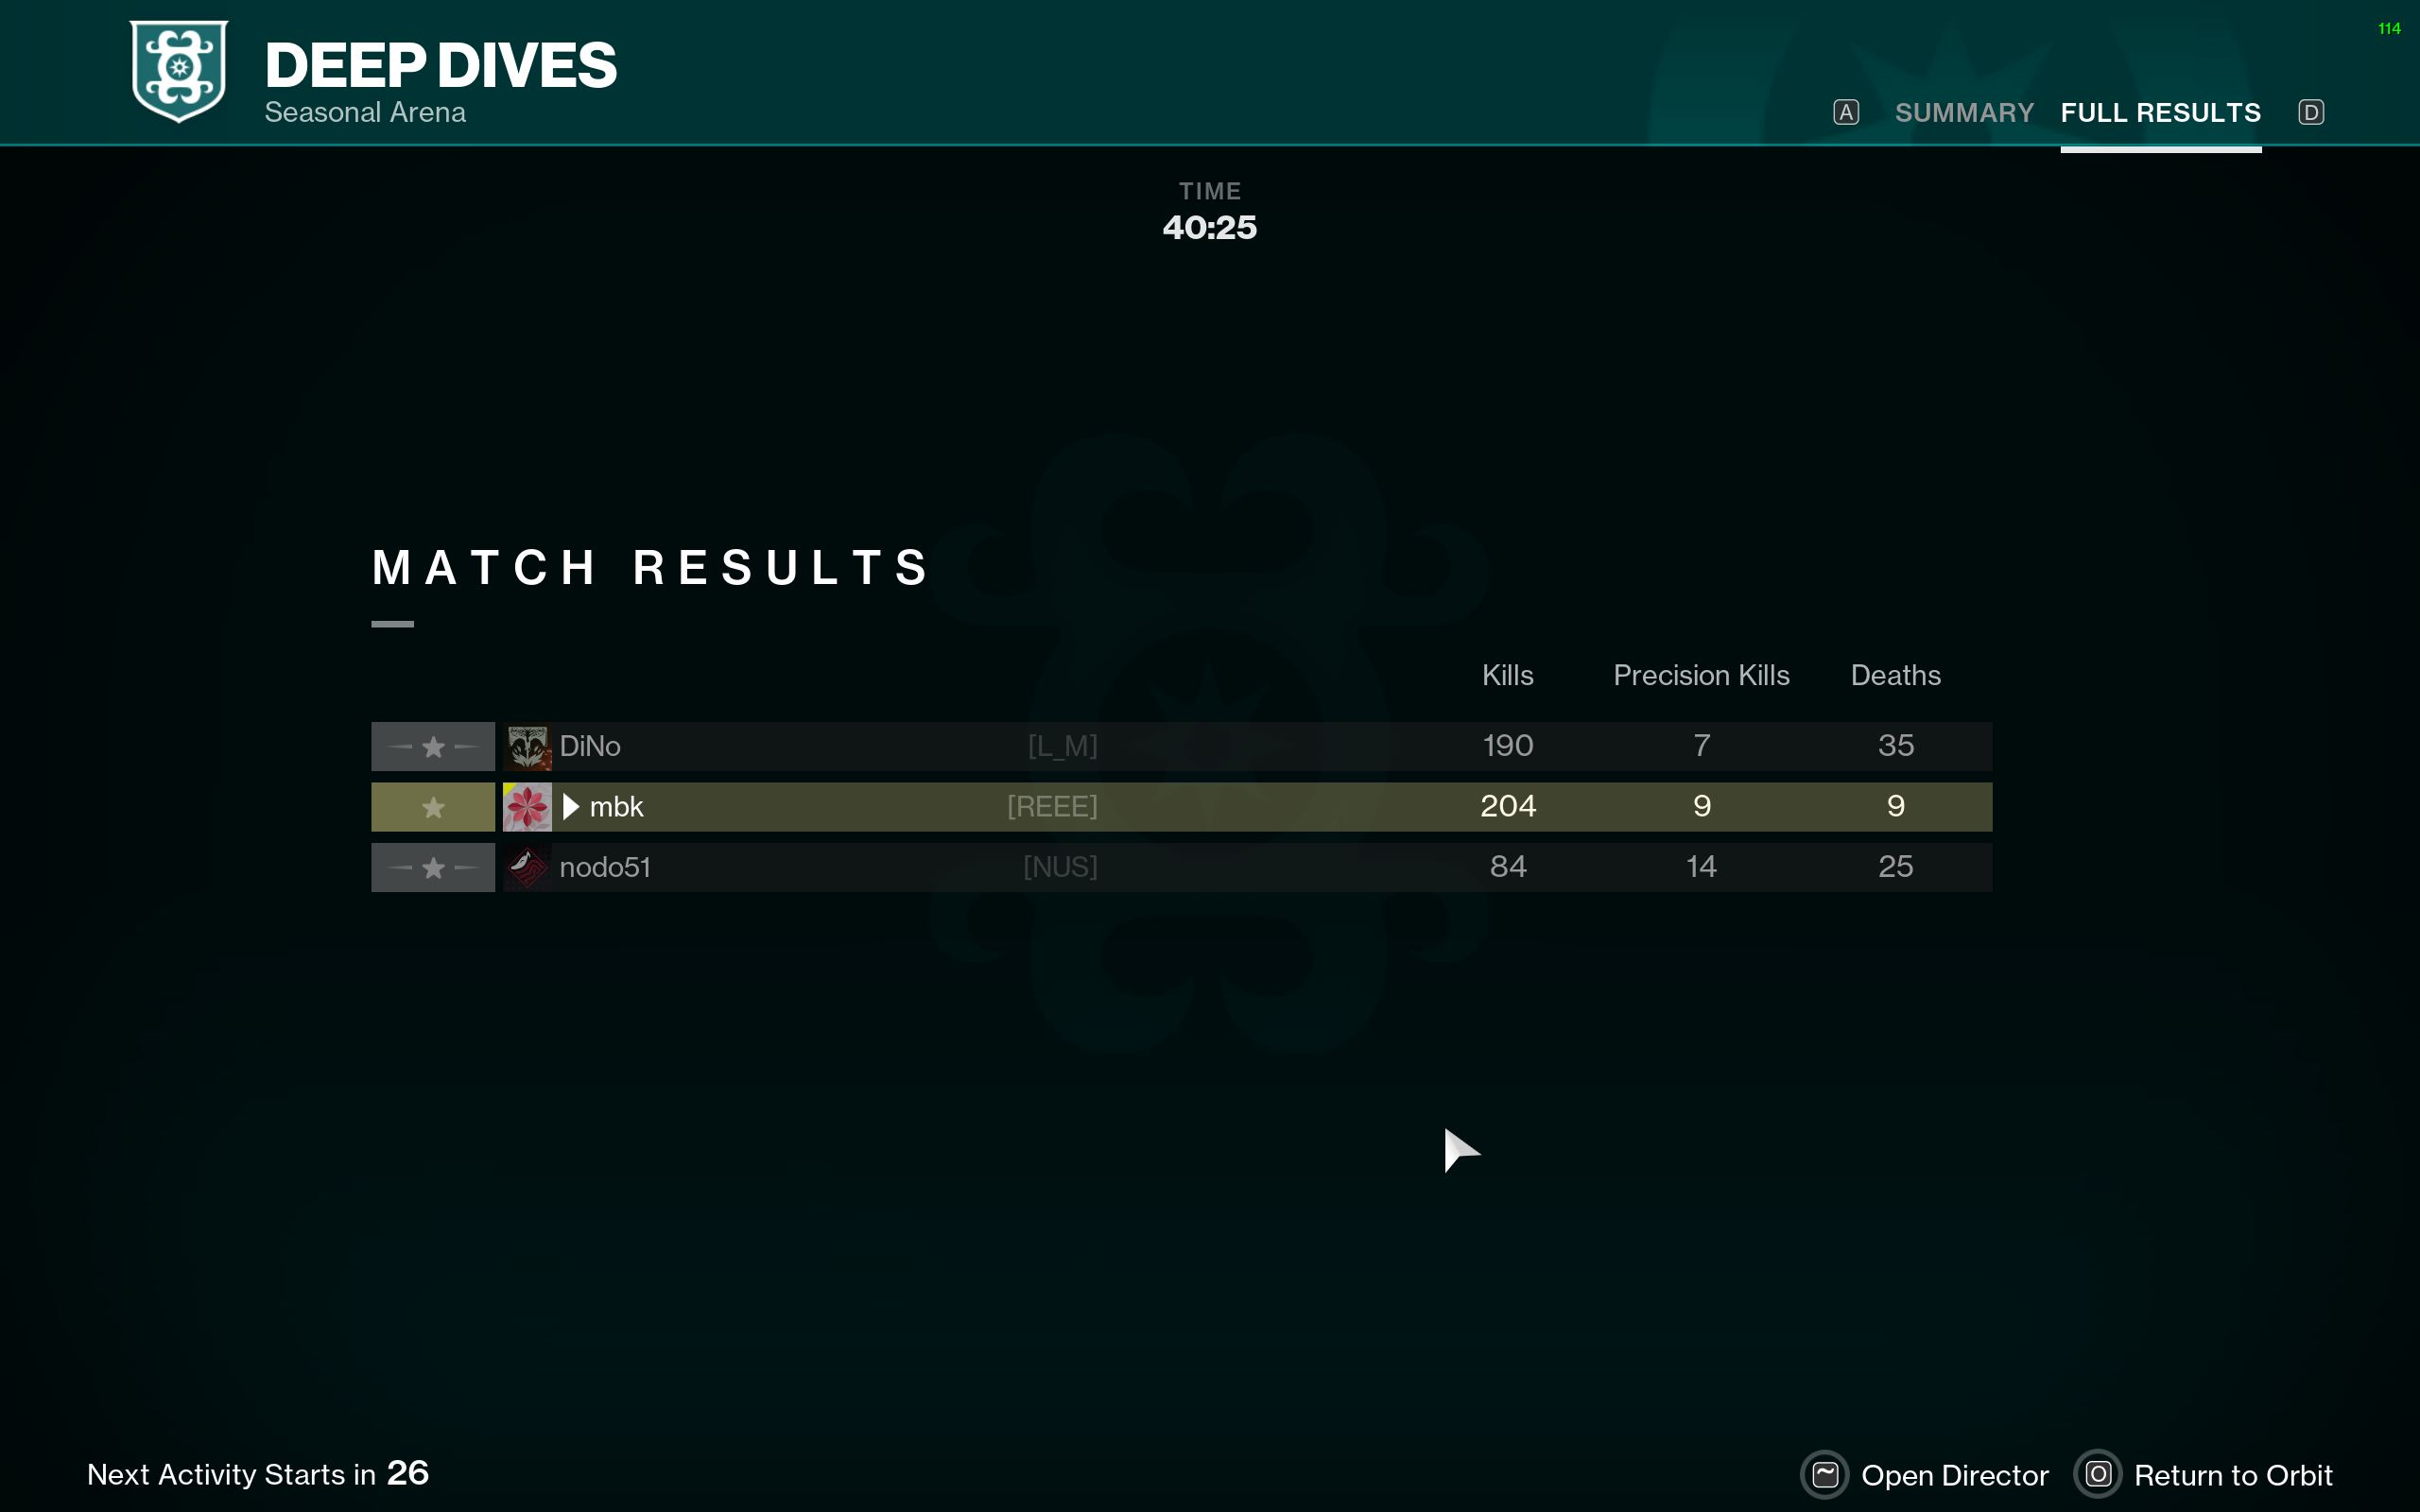 114
DEEP DIVES
Seasonal Arena
A SUMMARY FULL RESULTS D
TIME
40:25
MATCH RESULTS
Kills Precision Kills Deaths
DiNo [L_M] 190 7 35
mbk [REEE] 204 9 9
nodo51 [NUS] 84 14 25
Next Activity Starts in 26
~ Open Director O Return to Orbit